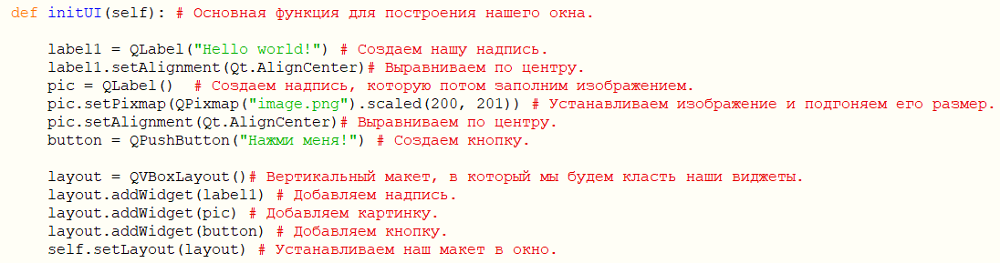 def initUI(self): # Основная функция для построения нашего окна.
label1 = QLabel("Hello world!") # Создаем нашу надпись.
label1.setAlignment(Qt.AlignCenter)# Выравниваем по центру.
pic = QLabel()  # Создаем надпись, которую потом заполним изображением.
pic.setPixmap(QPixmap("image.png").scaled(200, 201)) # Устанавливаем изображение и подгоняем его размер.
pic.setAlignment(Qt.AlignCenter)# Выравниваем по центру.
button = QPushButton("Нажми меня!") # Создаем кнопку.
layout = QVBoxLayout()# Вертикальный макет, в который мы будем класть наши виджеты.
layout.addWidget(label1) # Добавляем надпись.
layout.addWidget(pic) # Добавляем картинку.
layout.addWidget(button) # Добавляем кнопку.
self.setLayout(layout) # Устанавливаем наш макет в окно.